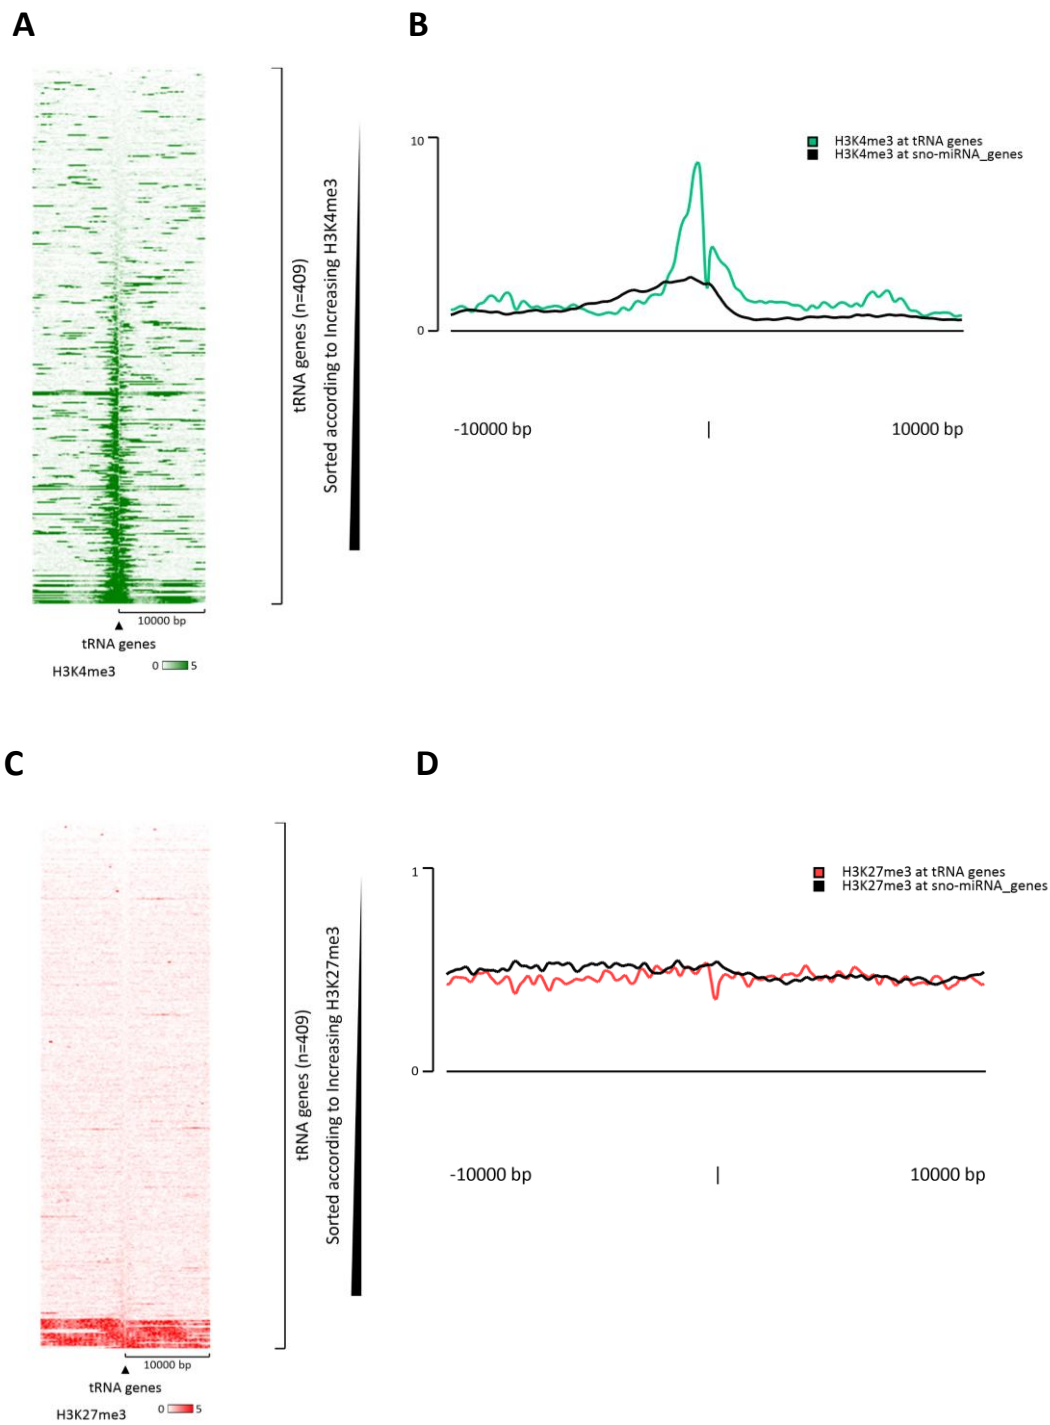 A
B
tRNA genes (n=409)
Sorted according to Increasing H3K4me3
10000 bp
tRNA genes
H3K4me3
0 5
10
0
H3K4me3 at tRNA genes
H3K4me3 at sno-miRNA_genes
-10000 bp
|
10000 bp
C
D
tRNA genes (n=409)
Sorted according to Increasing H3K27me3
10000 bp
tRNA genes
H3K27me3
0 5
1
0
H3K27me3 at tRNA genes
H3K27me3 at sno-miRNA_genes
-10000 bp
|
10000 bp